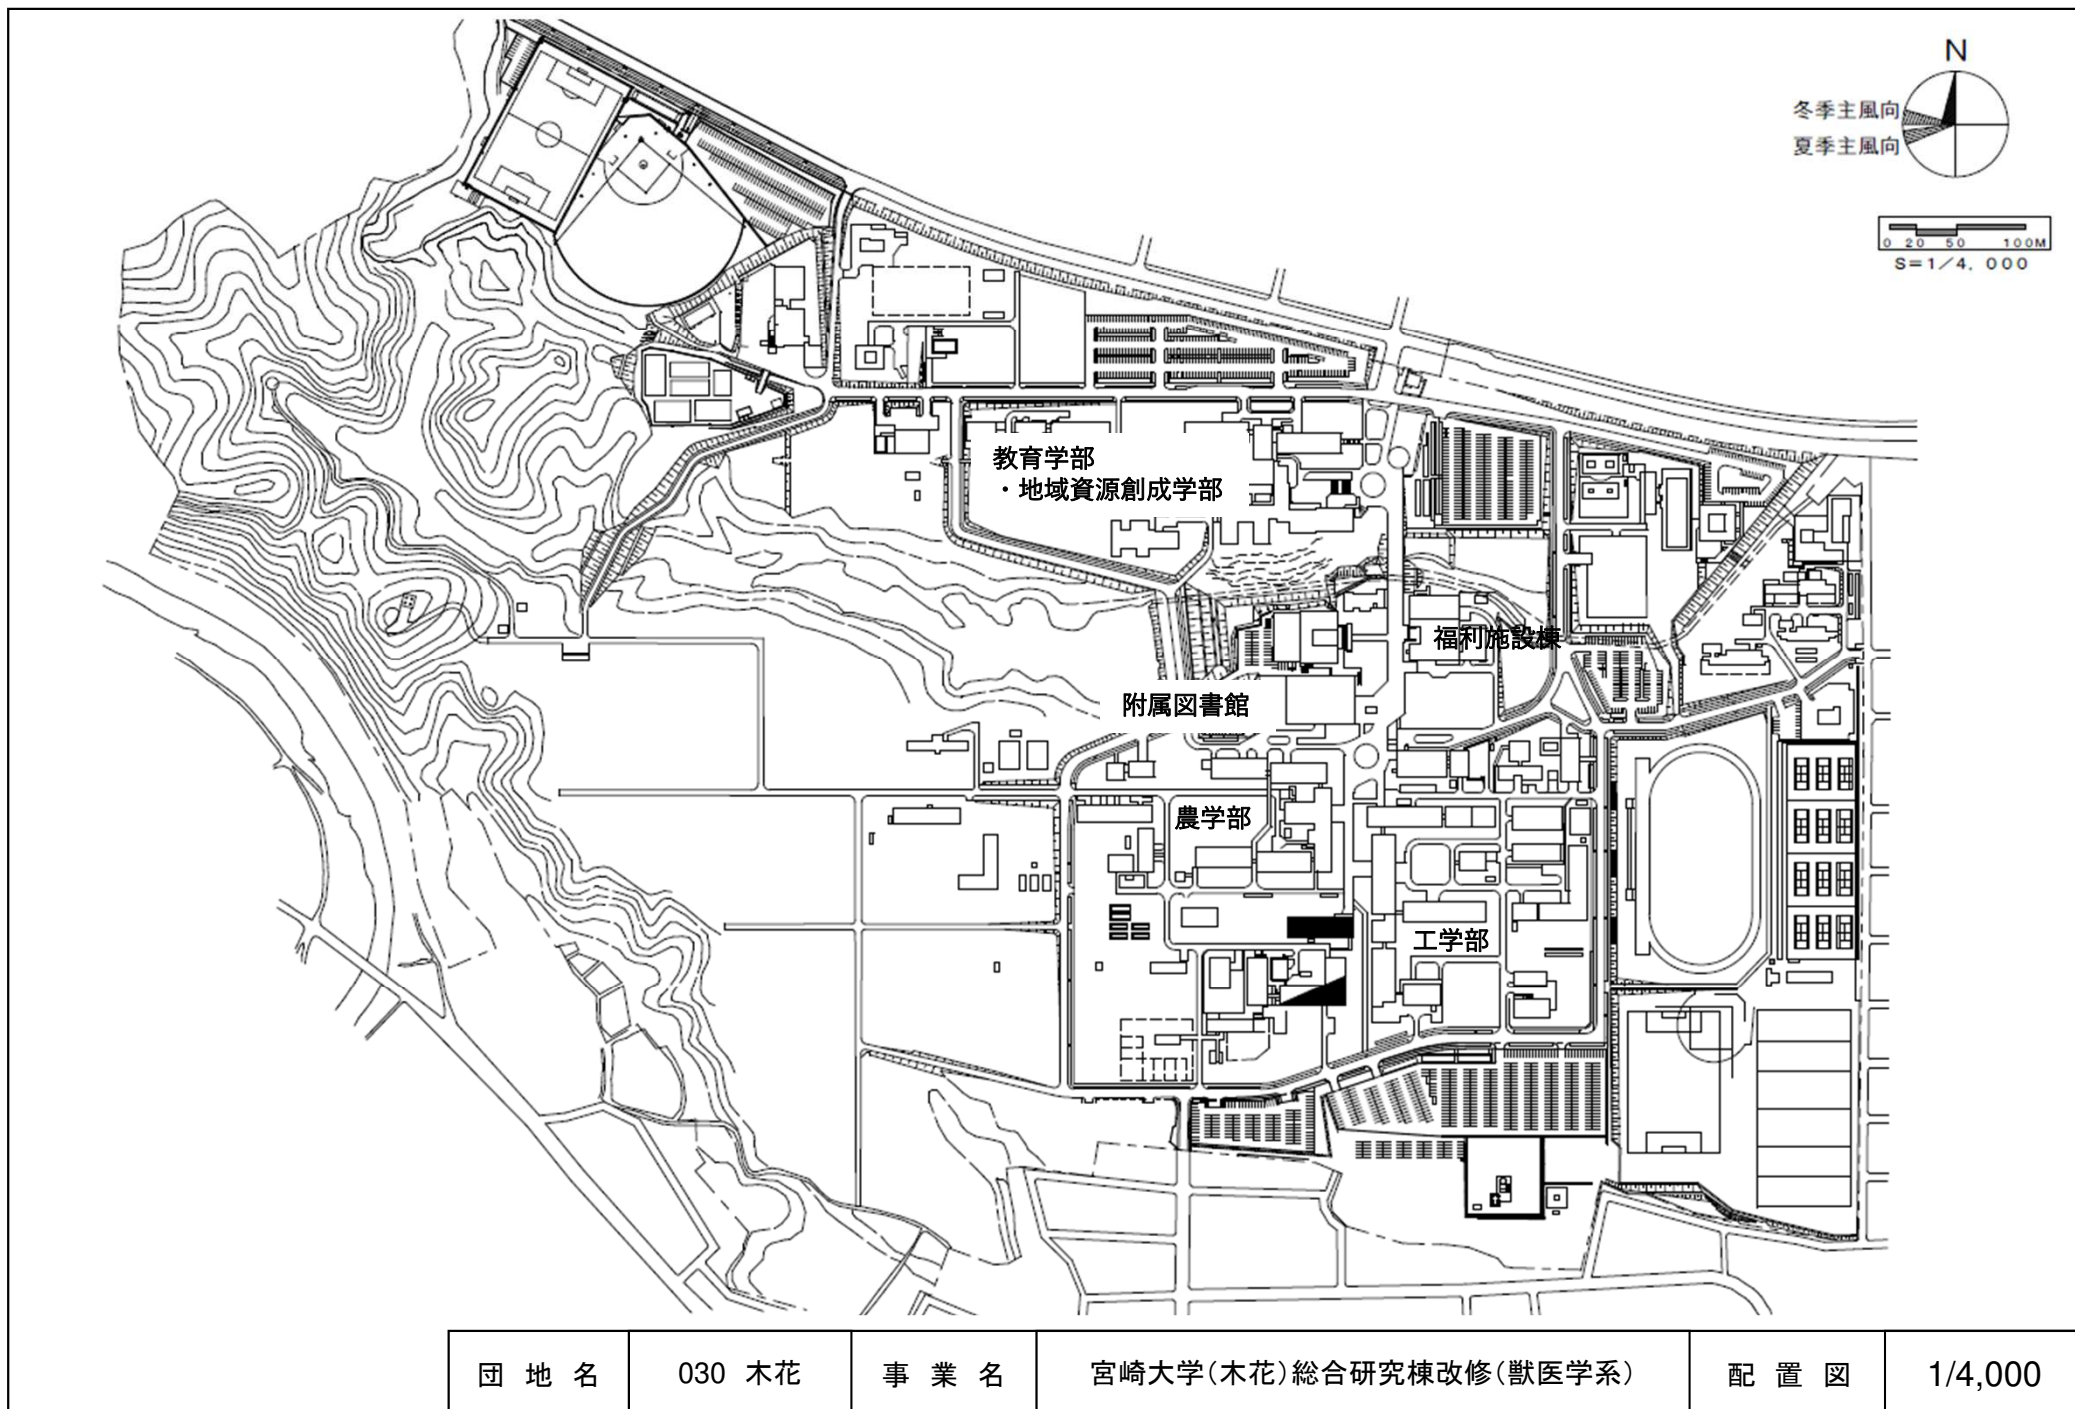 N
冬季主風向
夏季主風向
0 20 50 100M
S=1/4,000
教育学部
・地域資源創成学部
福利施設棟
附属図書館
農学部
工学部
団地名 030 木花 事業名 宮崎大学(木花)総合研究棟改修(獣医学系) 配置図 1/4,000